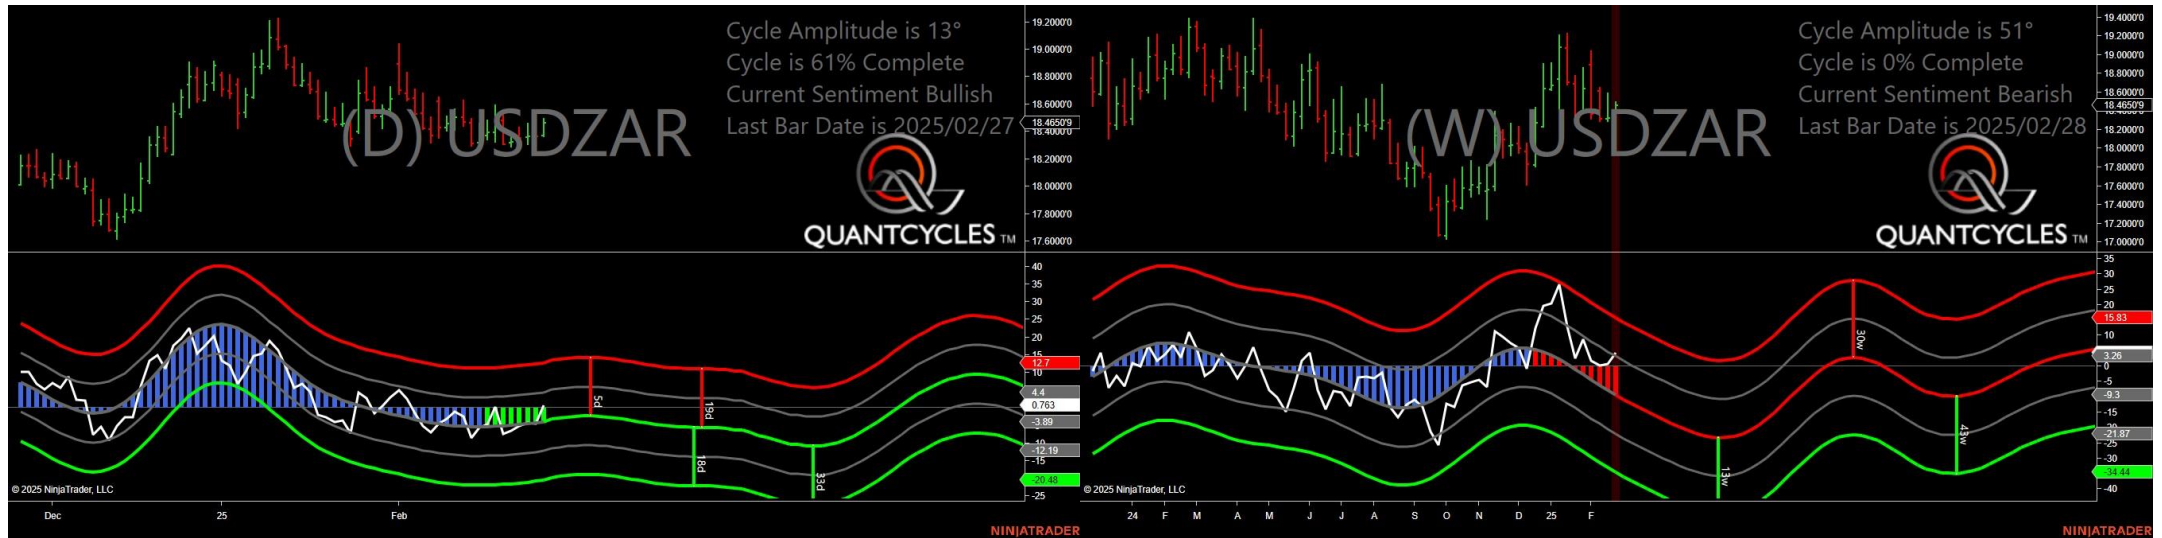 Cycle Amplitude is 13°
Cycle is 61% Complete
Current Sentiment Bullish
Last Bar Date is 2025/02/27
(D) USDZAR
QUANTCYCLES TM
19.2000'0
19.0000'0
18.8000'0
18.6000'0
18.4650'9
18.4000'0
18.2000'0
18.0000'0
17.8000'0
17.6000'0
40
35
30
25
20
15
12.7
10
4.4
0.763
-3.89
-10
-12.19
-15
-20.48
-25
5d
19d
18d
33d
© 2025 NinjaTrader, LLC
Dec
25
Feb
NINJATRADER
Cycle Amplitude is 51°
Cycle is 0% Complete
Current Sentiment Bearish
Last Bar Date is 2025/02/28
(W) USDZAR
QUANTCYCLES TM
19.4000'0
19.2000'0
19.0000'0
18.8000'0
18.6000'0
18.4650'9
18.2000'0
18.0000'0
17.8000'0
17.6000'0
17.4000'0
17.2000'0
17.0000'0
35
30
25
20
15.83
10
3.26
0
-5
-9.3
-15
-21.87
-25
-30
-34.44
-40
13w
30w
43w
© 2025 NinjaTrader, LLC
24 F M A M J J A S O N D 25 F
NINJATRADER